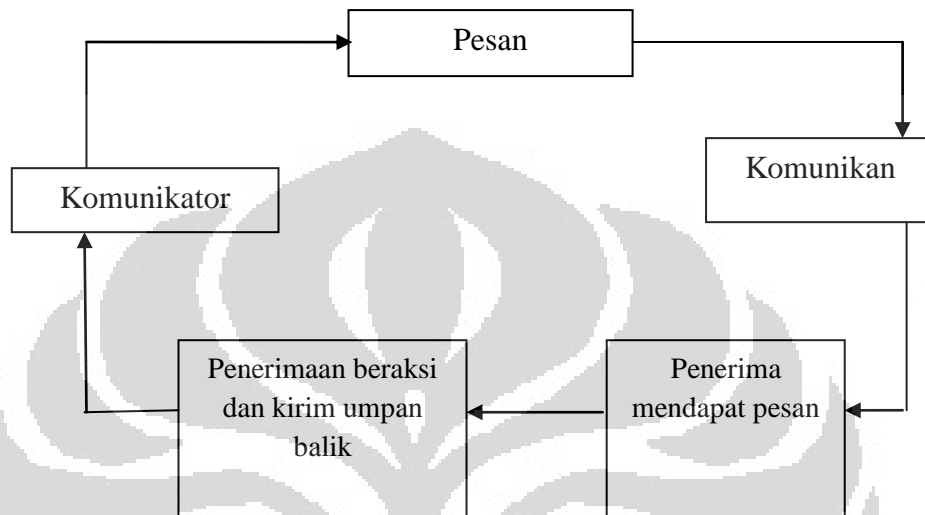 Pesan
Komunikan
Komunikator
Penerimaan beraksi
dan kirim umpan
balik
Penerima
mendapat pesan